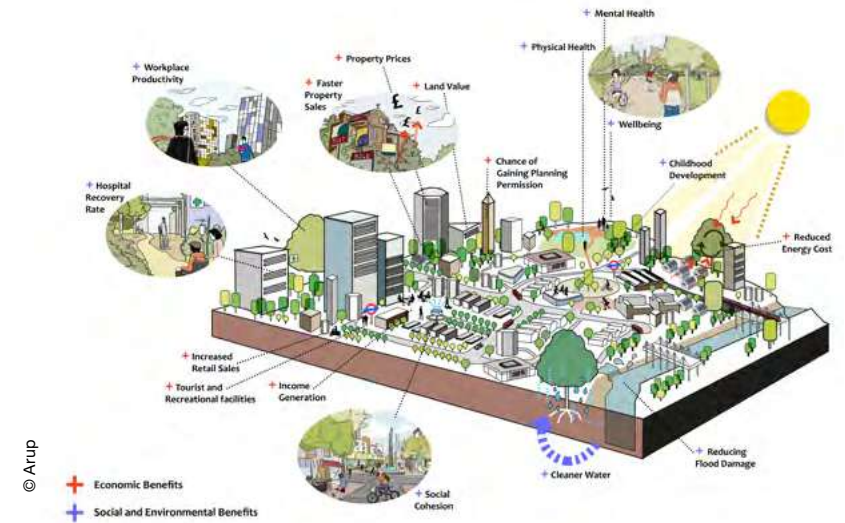 + Mental Health
+ Physical Health
+ Property Prices
+ Workplace
Productivity
+ Faster
Property
Sales
+ Land Value
£
£
£
SALE
+ Wellbeing
+ Chance of
Gaining Planning
Permission
+ Childhood
Development
+ Hospital
Recovery
Rate
+ Reduced
Energy Cost
+ Increased
Retail Sales
+ Tourist and
Recreational facilities
+ Income
Generation
+ Reducing
Flood Damage
+ Cleaner Water
+ Social
Cohesion
© Arup
+ Economic Benefits
+ Social and Environmental Benefits